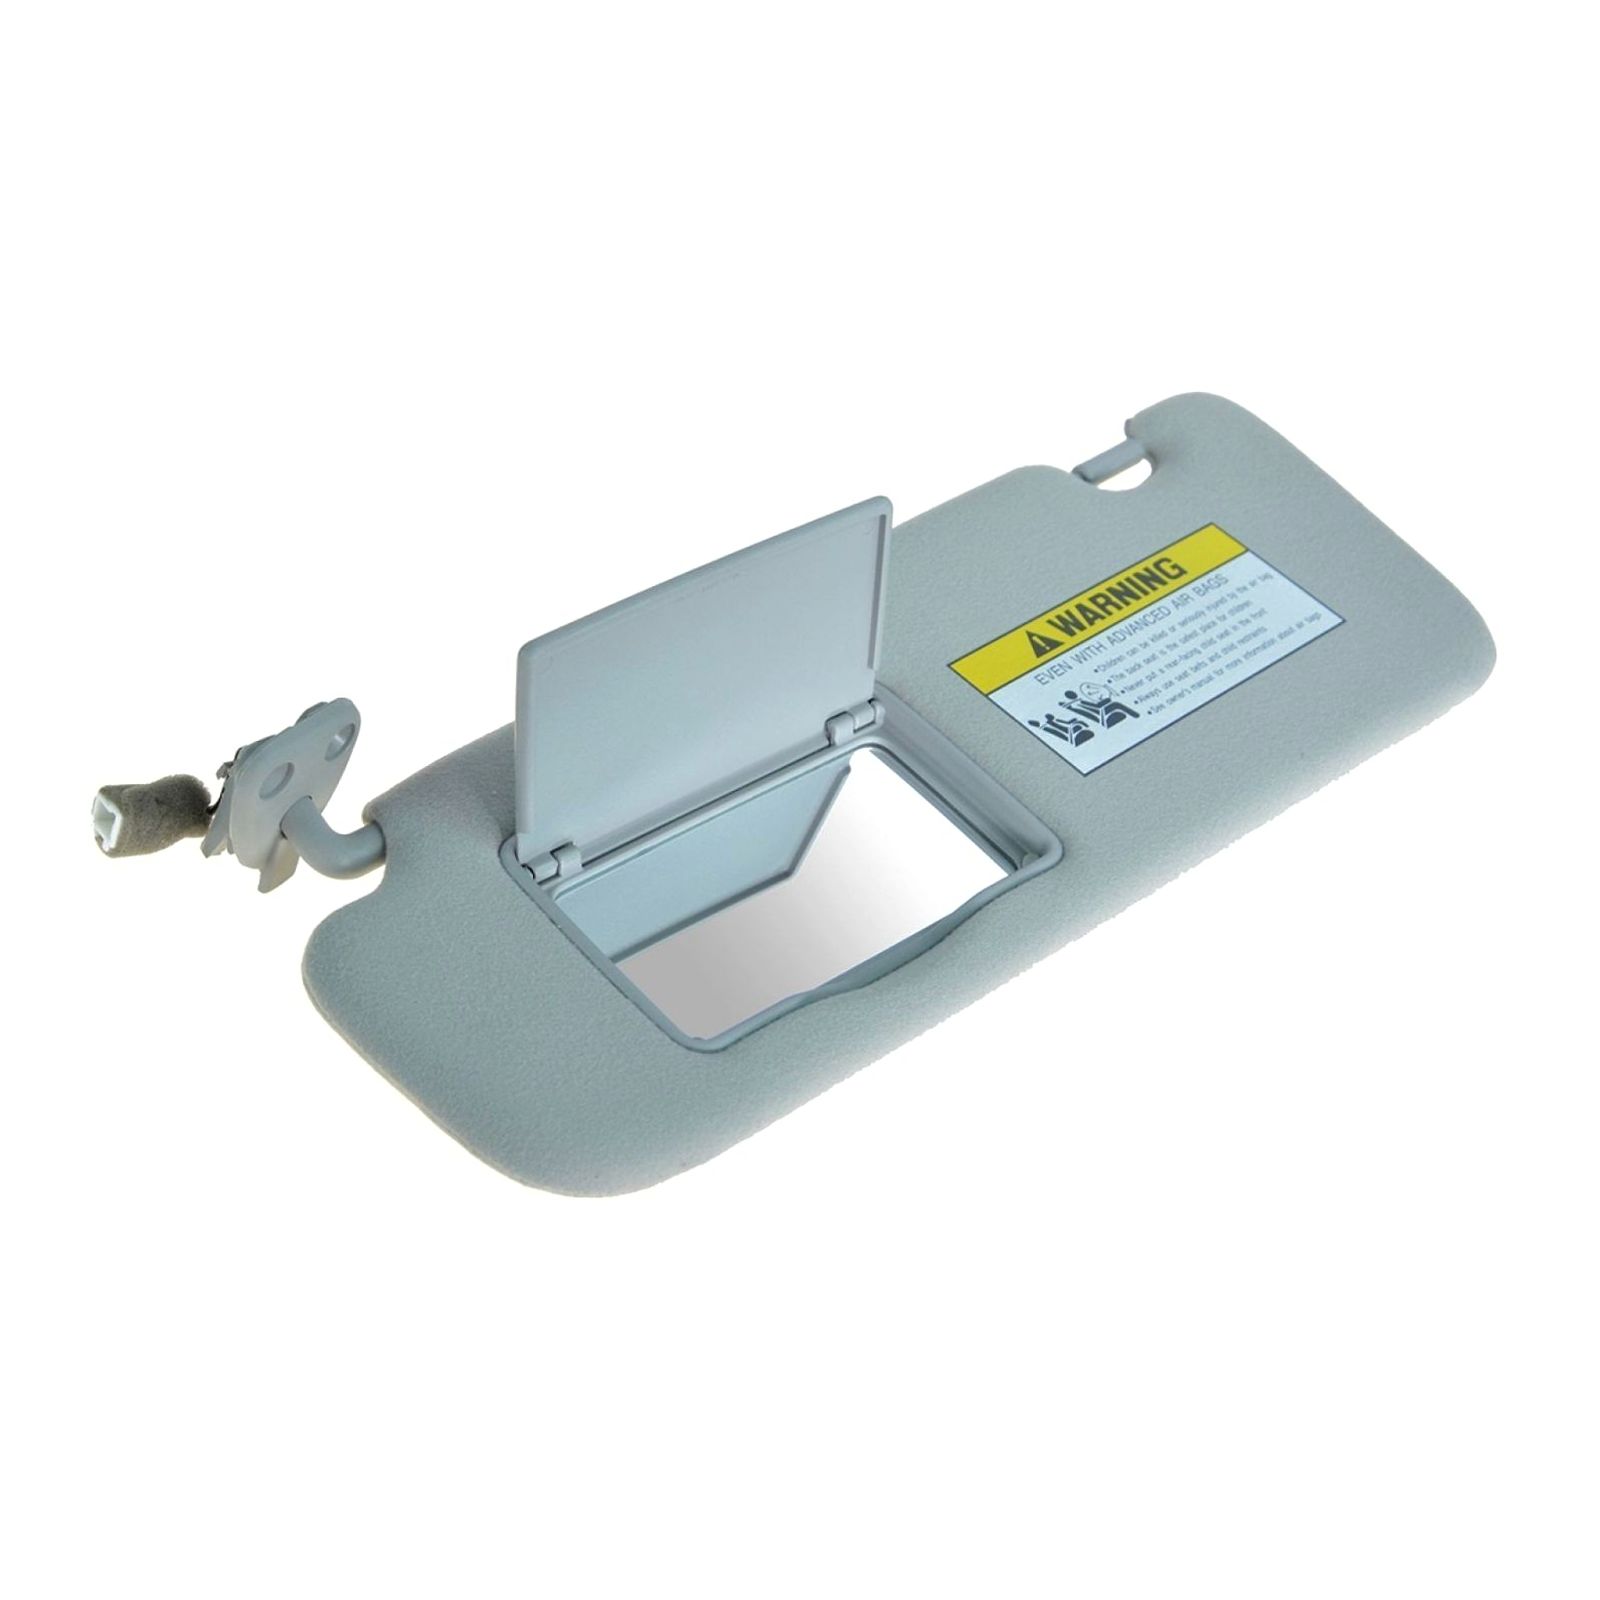 WARNING
EVEN WITH ADVANCED AIR BAGS
•Children can be killed or seriously injured by the air bag
•The back seat is the safest place for children
•Never put a rear-facing child seat in the front
•Always use seat belts and child restraints
•See owner's manual for more information about air bags